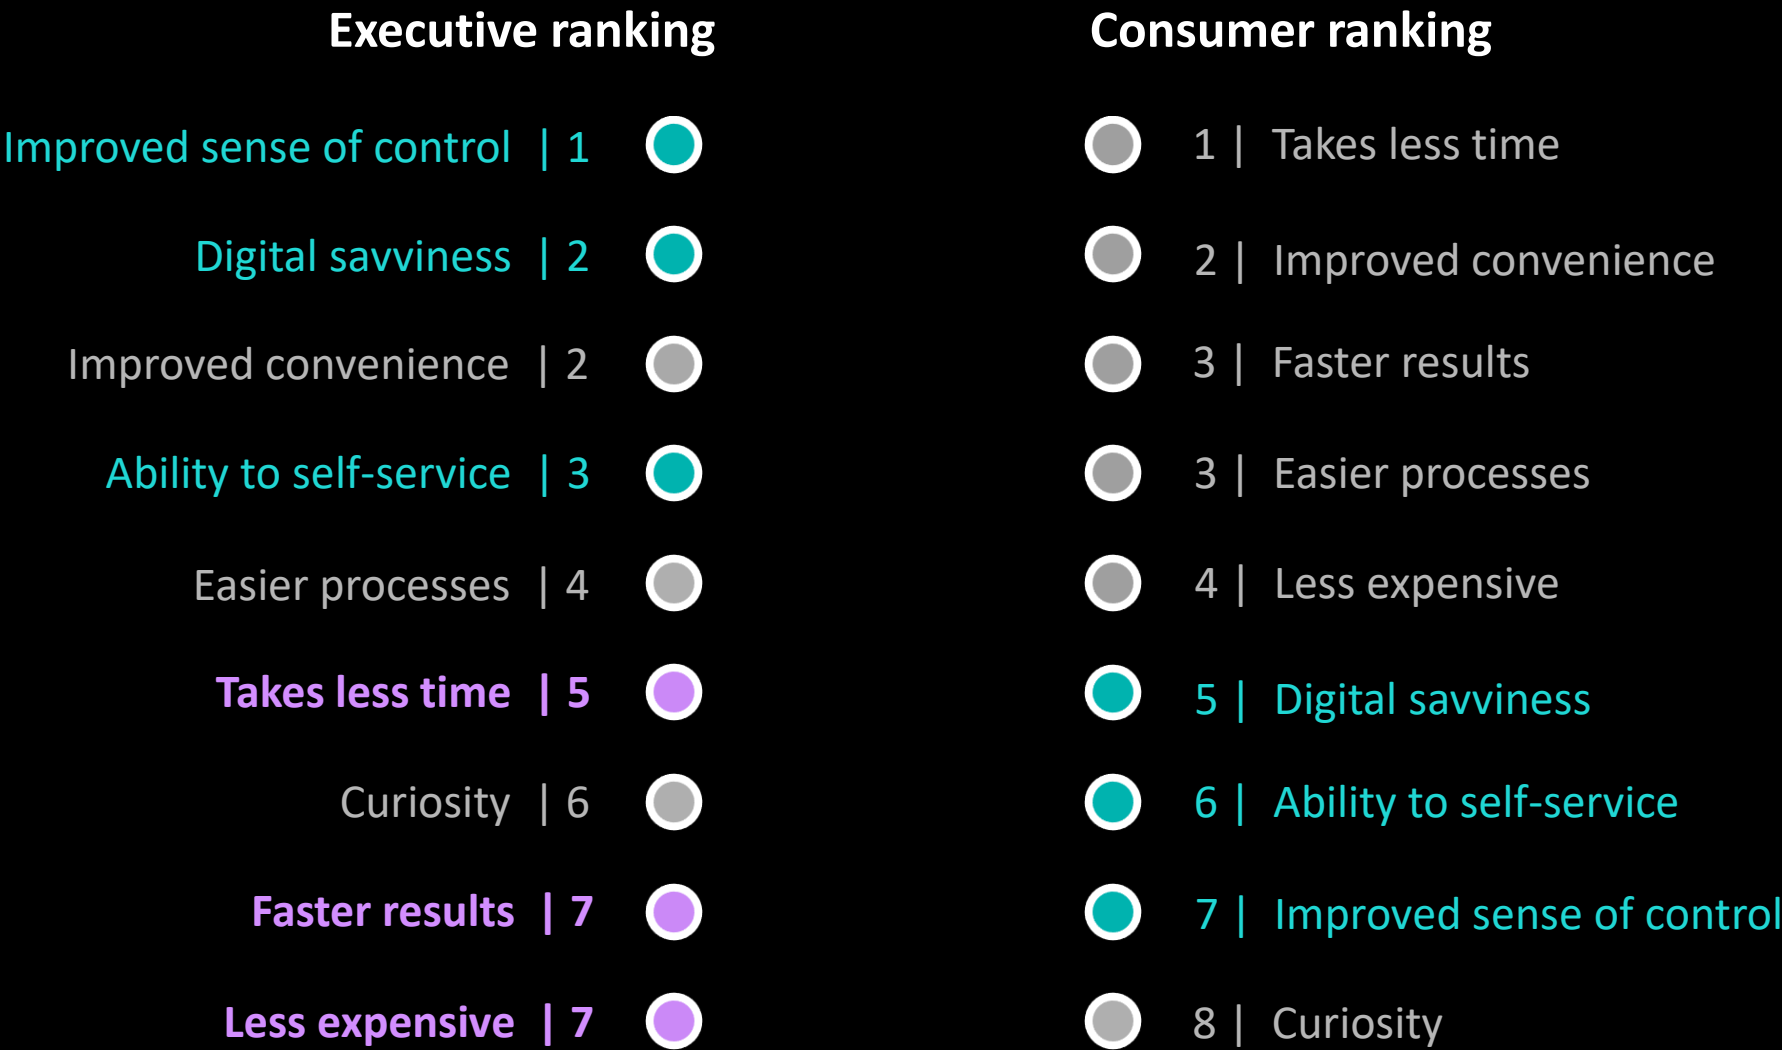 Executive ranking
Improved sense of control | 1
Digital savviness | 2
Improved convenience | 2
Ability to self-service | 3
Easier processes | 4
Takes less time | 5
Curiosity | 6
Faster results | 7
Less expensive | 7
Consumer ranking
1 | Takes less time
2 | Improved convenience
3 | Faster results
3 | Easier processes
4 | Less expensive
5 | Digital savviness
6 | Ability to self-service
7 | Improved sense of control
8 | Curiosity